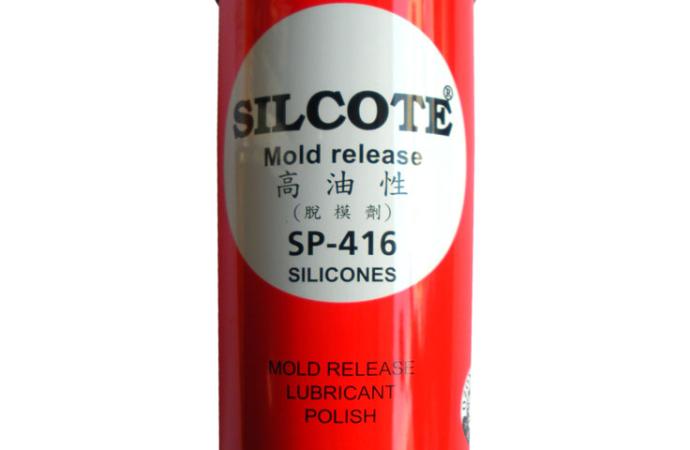 SILCOTE®
Mold release
高油性
(脫模劑)
SP-416
SILICONES
MOLD RELEASE
LUBRICANT
POLISH